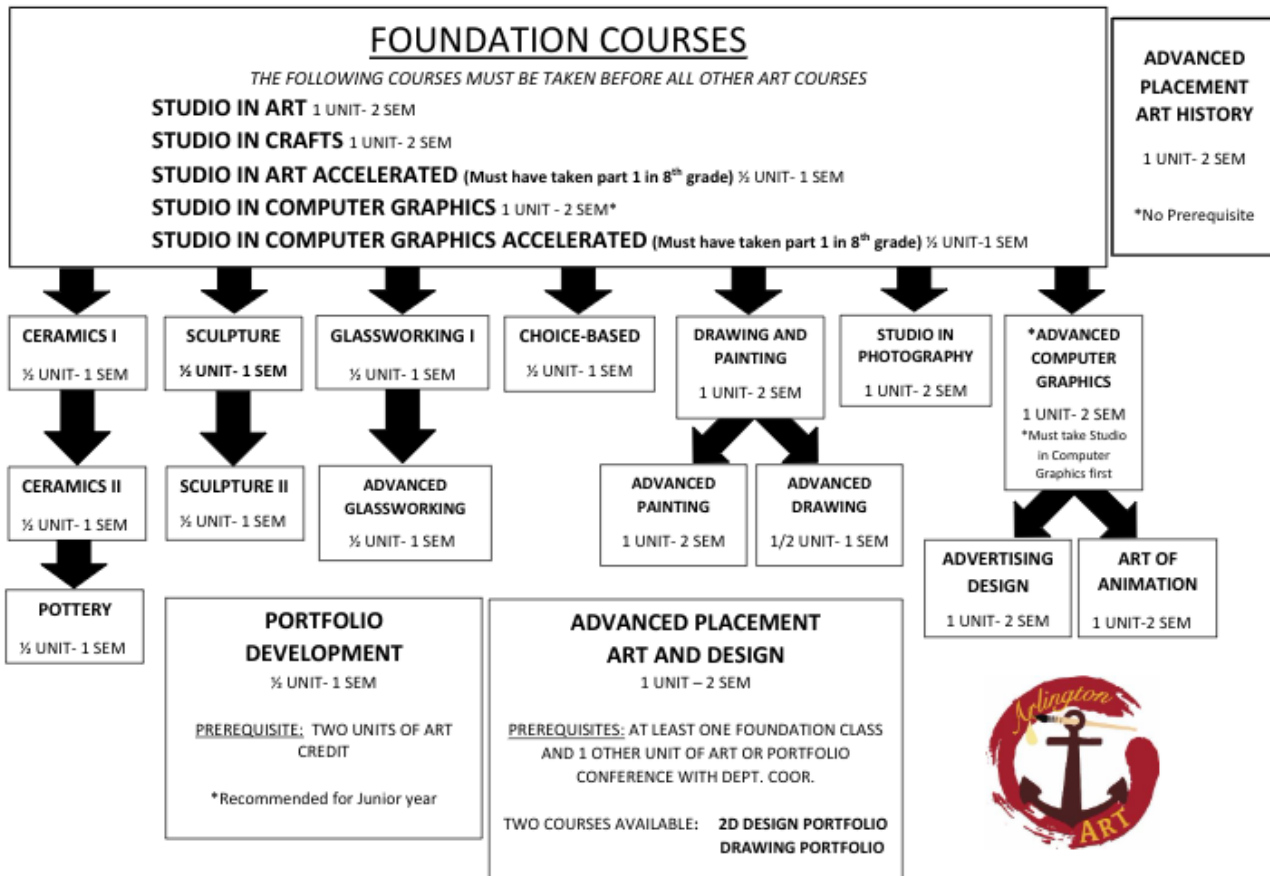 FOUNDATION COURSES
THE FOLLOWING COURSES MUST BE TAKEN BEFORE ALL OTHER ART COURSES
STUDIO IN ART 1 UNIT- 2 SEM
STUDIO IN CRAFTS 1 UNIT- 2 SEM
STUDIO IN ART ACCELERATED (Must have taken part 1 in 8th grade) ½ UNIT- 1 SEM
STUDIO IN COMPUTER GRAPHICS 1 UNIT - 2 SEM*
STUDIO IN COMPUTER GRAPHICS ACCELERATED (Must have taken part 1 in 8th grade) ½ UNIT-1 SEM
ADVANCED
PLACEMENT
ART HISTORY
1 UNIT- 2 SEM
*No Prerequisite
CERAMICS I
½ UNIT- 1 SEM
SCULPTURE
½ UNIT- 1 SEM
GLASSWORKING I
½ UNIT- 1 SEM
CHOICE-BASED
½ UNIT- 1 SEM
DRAWING AND
PAINTING
1 UNIT- 2 SEM
STUDIO IN
PHOTOGRAPHY
1 UNIT- 2 SEM
*ADVANCED
COMPUTER
GRAPHICS
1 UNIT- 2 SEM
*Must take Studio
in Computer
Graphics first
CERAMICS II
½ UNIT- 1 SEM
SCULPTURE II
½ UNIT- 1 SEM
ADVANCED
GLASSWORKING
½ UNIT- 1 SEM
ADVANCED
PAINTING
1 UNIT- 2 SEM
ADVANCED
DRAWING
1/2 UNIT- 1 SEM
ADVERTISING
DESIGN
1 UNIT- 2 SEM
ART OF
ANIMATION
1 UNIT-2 SEM
POTTERY
½ UNIT- 1 SEM
PORTFOLIO
DEVELOPMENT
½ UNIT- 1 SEM
PREREQUISITE: TWO UNITS OF ART
CREDIT
*Recommended for Junior year
ADVANCED PLACEMENT
ART AND DESIGN
1 UNIT – 2 SEM
PREREQUISITES: AT LEAST ONE FOUNDATION CLASS
AND 1 OTHER UNIT OF ART OR PORTFOLIO
CONFERENCE WITH DEPT. COOR.
TWO COURSES AVAILABLE: 2D DESIGN PORTFOLIO
DRAWING PORTFOLIO
Arlington
ART